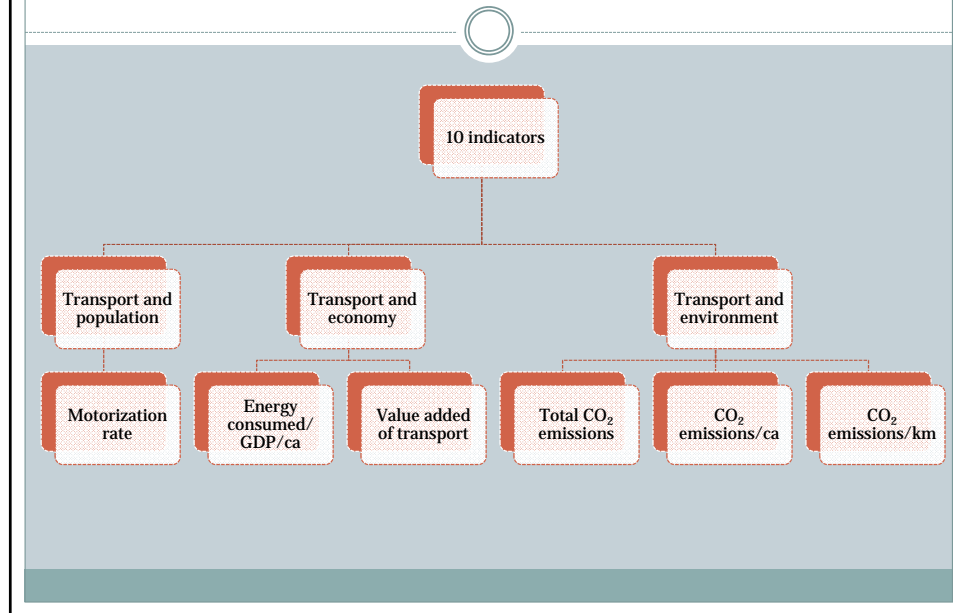 10 indicators
Transport and
population
Transport and
economy
Transport and
environment
Motorization
rate
Energy
consumed/
GDP/ca
Value added
of transport
Total CO₂
emissions
CO₂
emissions/ca
CO₂
emissions/km